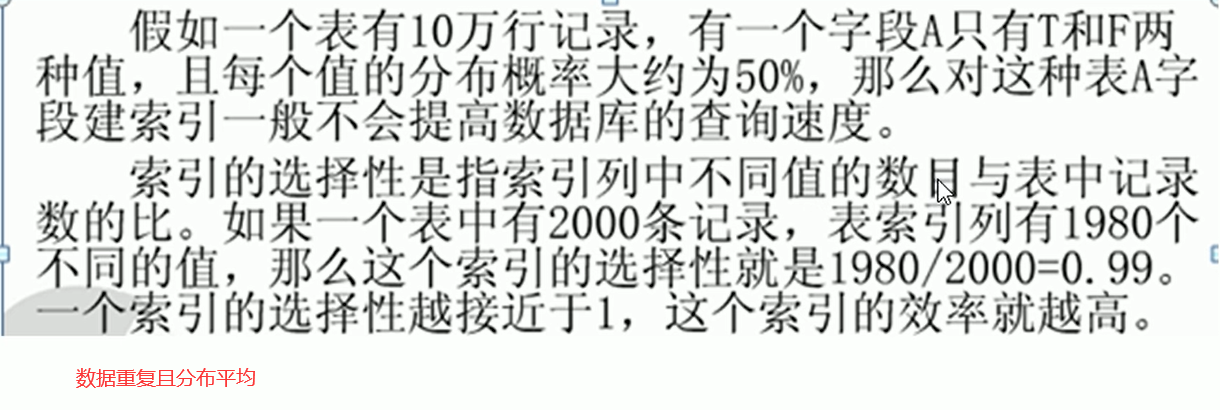 假如一个表有10万行记录，有一个字段A只有T和F两
种值，且每个值的分布概率大约为50%，那么对这种表A字
段建索引一般不会提高数据库的查询速度。
索引的选择性是指索引列中不同值的数目与表中记录
数的比。如果一个表中有2000条记录，表索引列有1980个
不同的值，那么这个索引的选择性就是1980/2000=0.99。
一个索引的选择性越接近于1，这个索引的效率就越高。
数据重复且分布平均